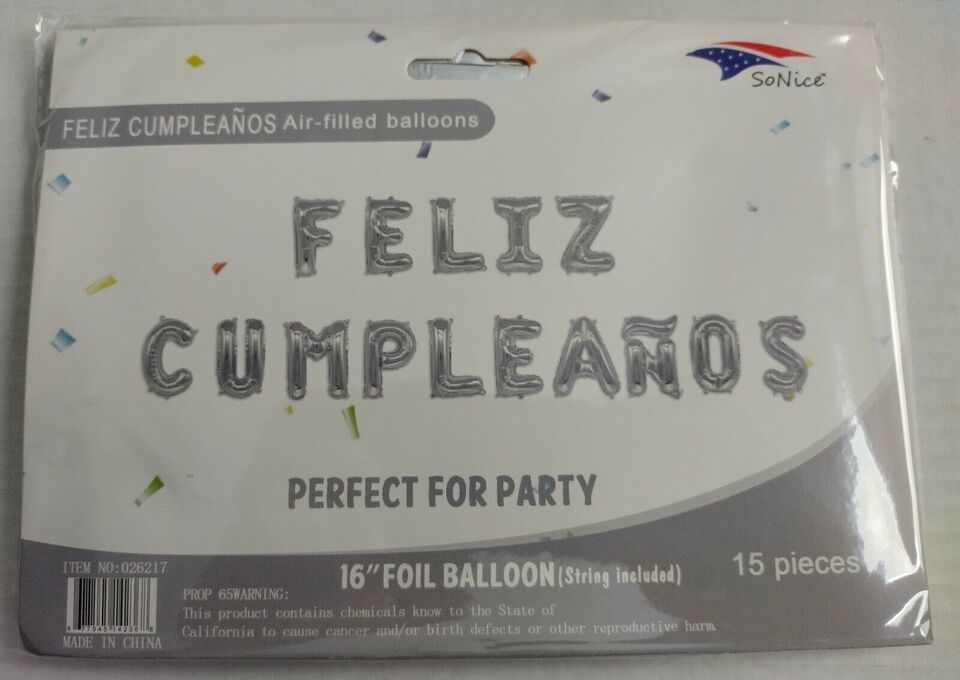 SoNice™
FELIZ CUMPLEAÑOS Air-filled balloons
FELIZ
CUMPLEAÑOS
PERFECT FOR PARTY
16” FOIL BALLOON (String included)
15 pieces
ITEM NO:026217
PROP 65WARNING:
This product contains chemicals know to the State of
California to cause cancer and/or birth defects or other reproductive harm.
MADE IN CHINA